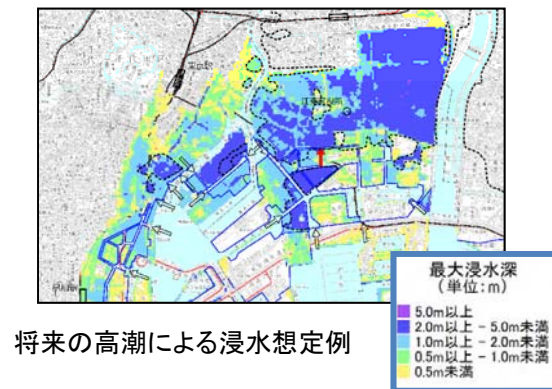 最大浸水深
(単位:m)
5.0m以上
2.0m以上 - 5.0m未満
1.0m以上 - 2.0m未満
0.5m以上 - 1.0m未満
0.5m未満
将来の高潮による浸水想定例